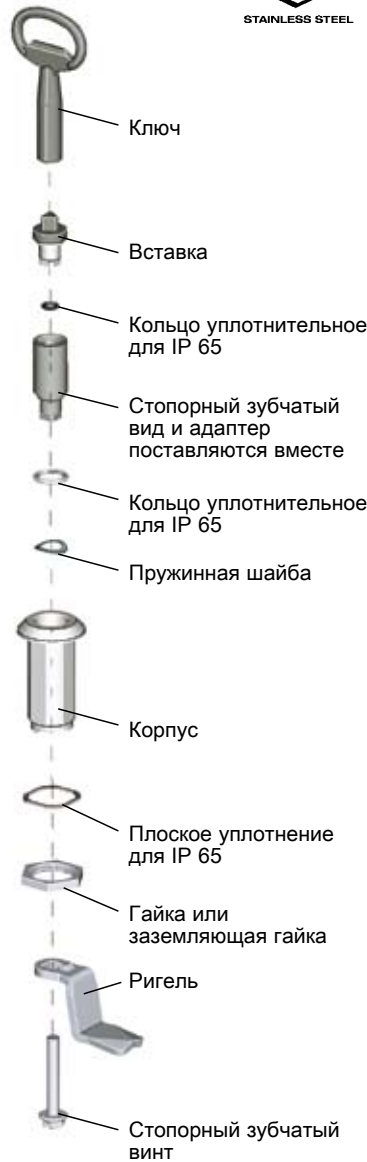 STAINLESS STEEL
Ключ
Вставка
Кольцо уплотнительное
для IP 65
Стопорный зубчатый
вид и адаптер
поставляются вместе
Кольцо уплотнительное
для IP 65
Пружинная шайба
Корпус
Плоское уплотнение
для IP 65
Гайка или
заземляющая гайка
Ригель
Стопорный зубчатый
винт